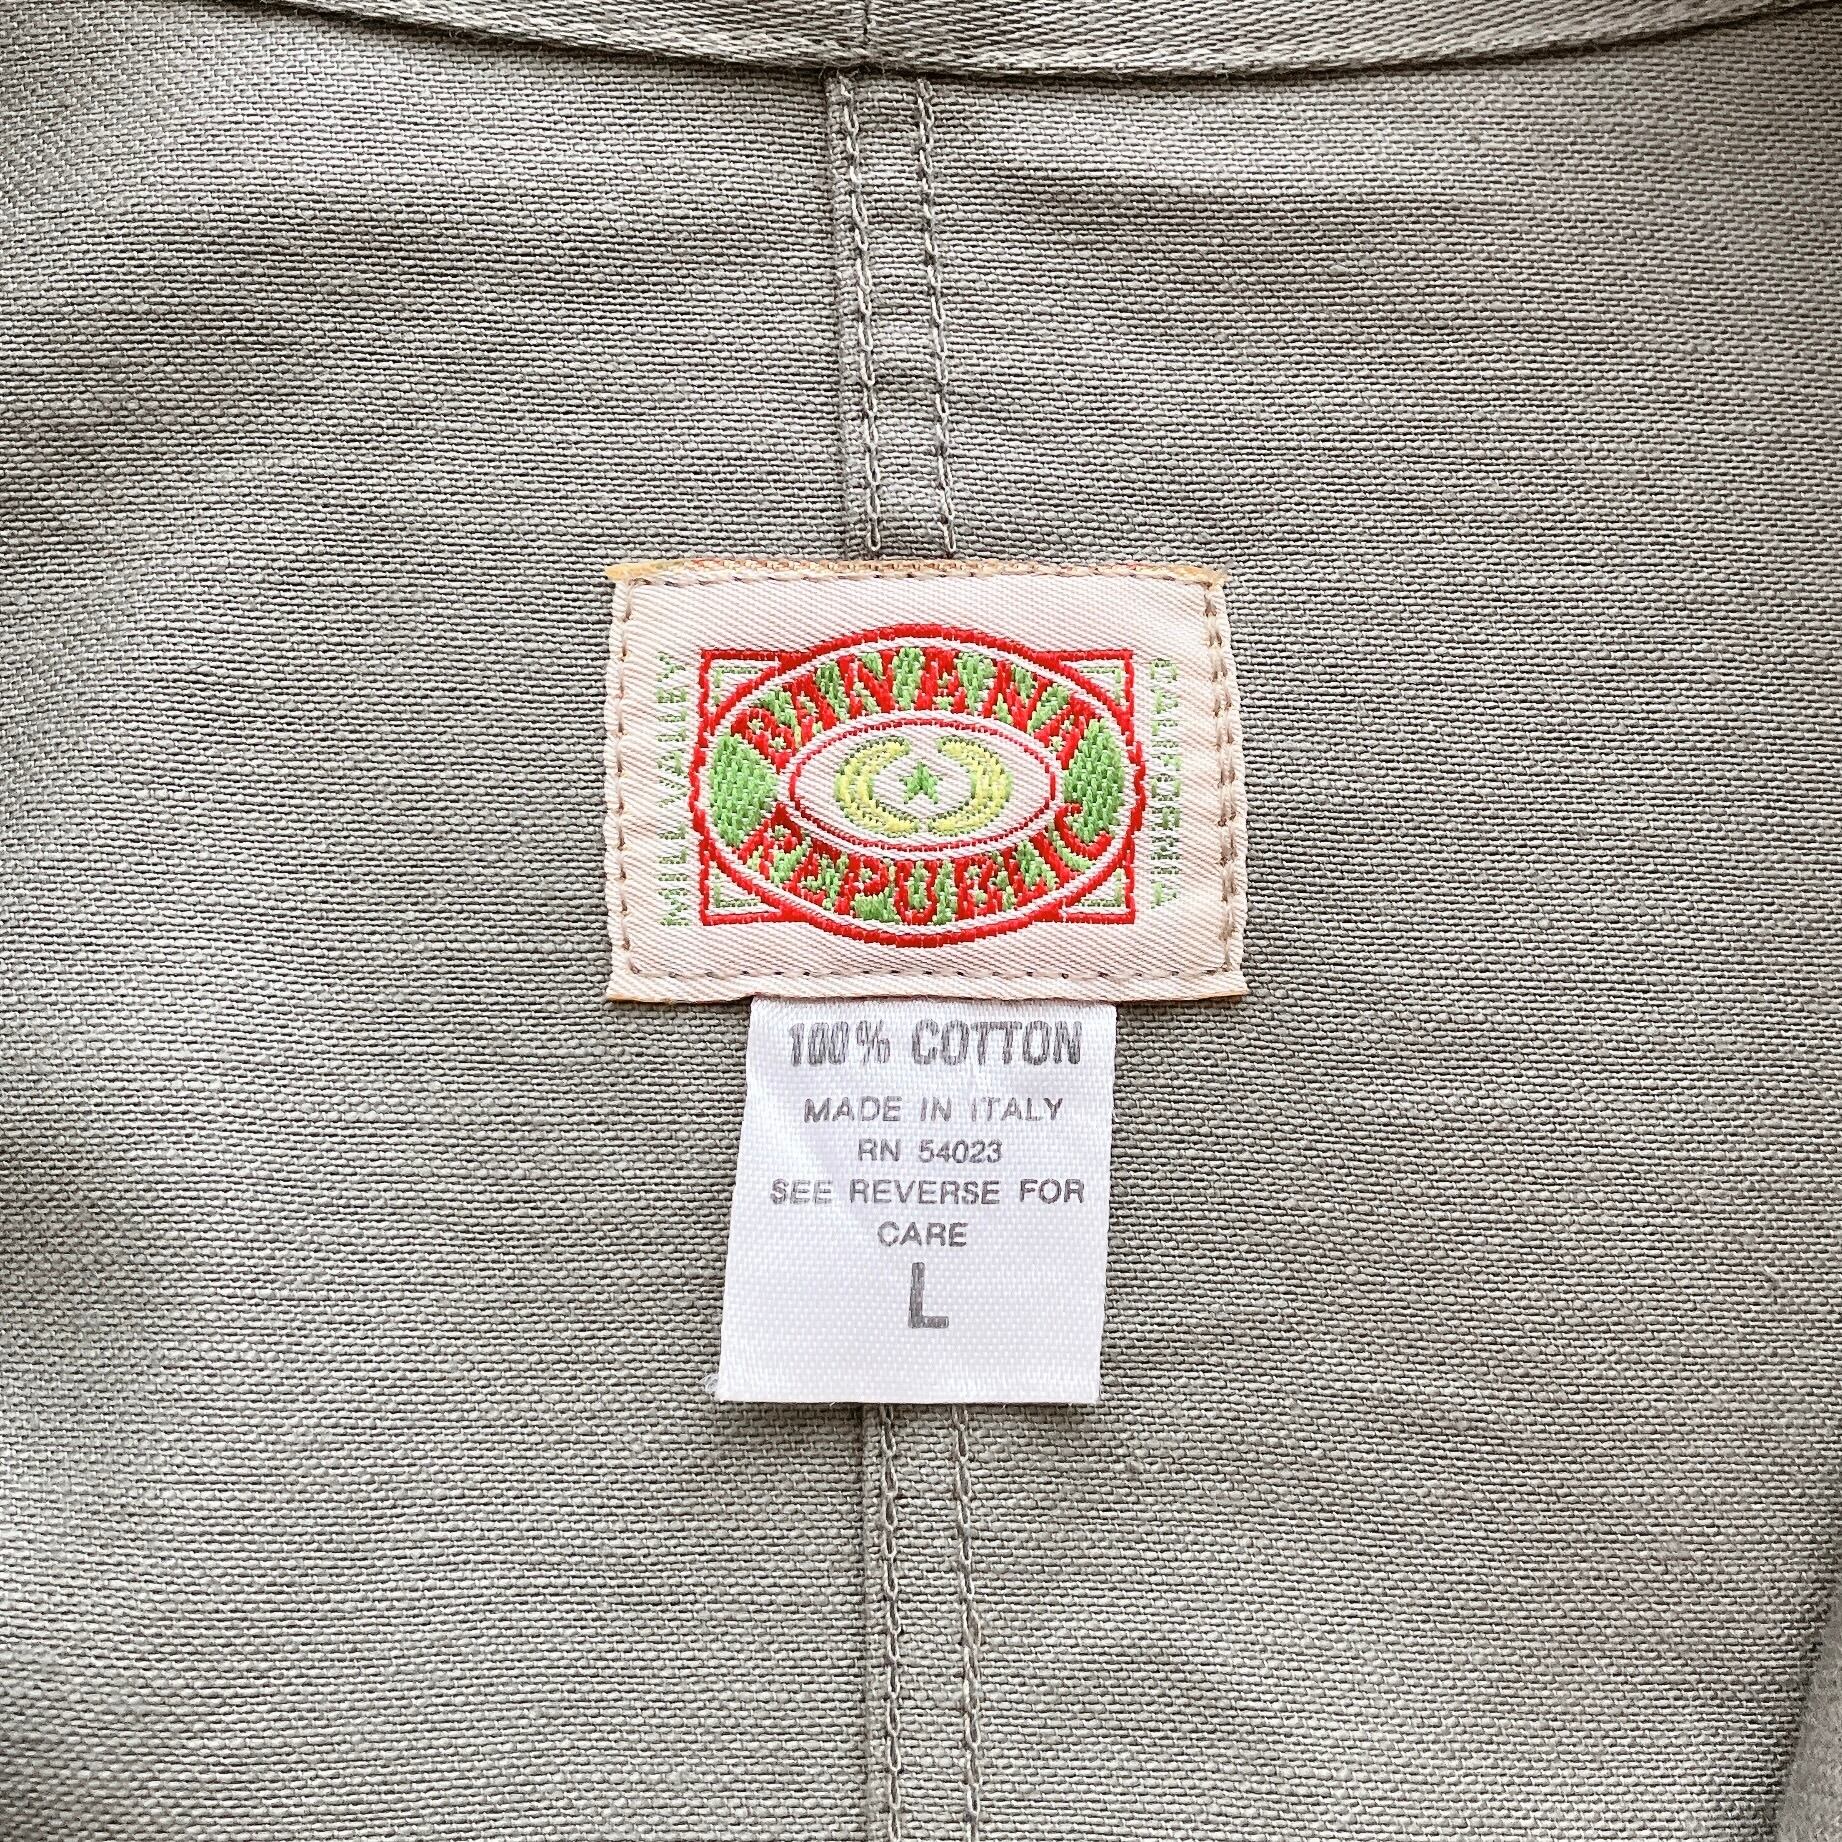 BANANA
REPUBLIC
MILL VALLEY
CALIFORNIA
100% COTTON
MADE IN ITALY
RN 54023
SEE REVERSE FOR
CARE
L